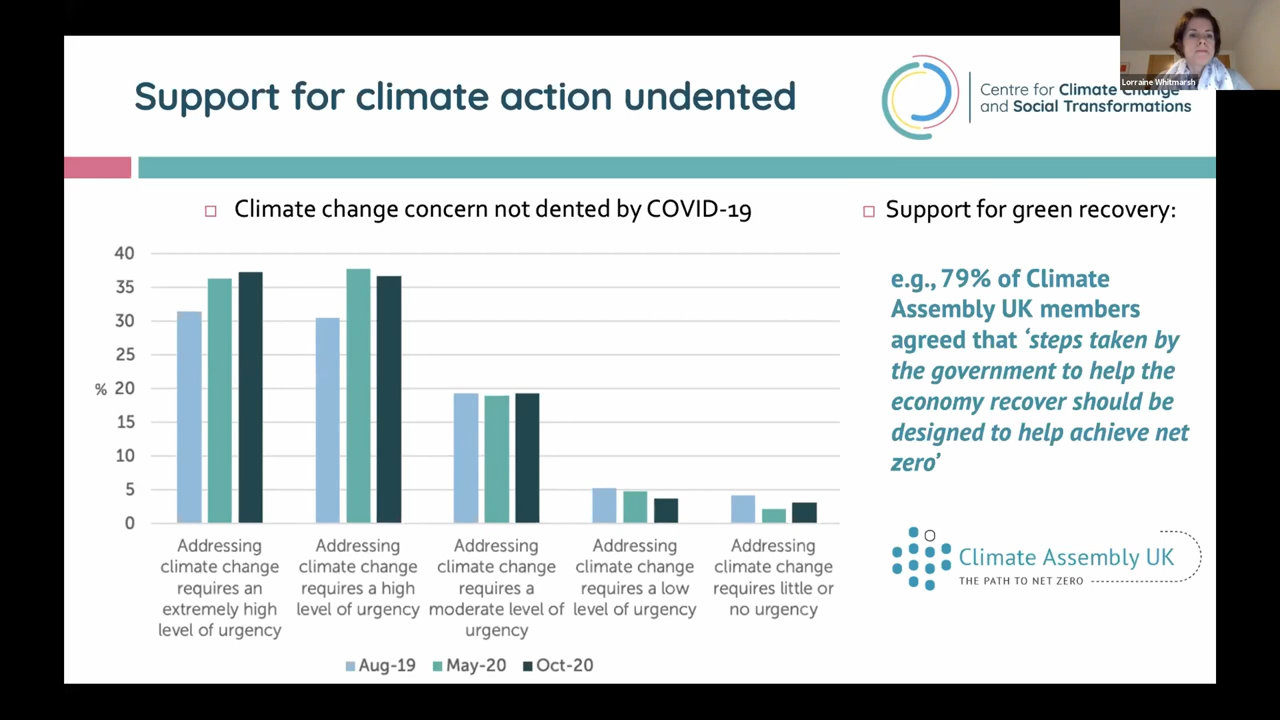 Lorraine Whitmarsh
Support for climate action undented
Centre for Climate Change
and Social Transformations
Climate change concern not dented by COVID-19
Support for green recovery:
40
35
30
25
% 20
15
10
5
0
Addressing
climate change
requires an
extremely high
level of urgency
Addressing
climate change
requires a high
level of urgency
Addressing
climate change
requires a
moderate level of
urgency
Addressing
climate change
requires a low
level of urgency
Addressing
climate change
requires little or
no urgency
Aug-19 May-20 Oct-20
e.g., 79% of Climate
Assembly UK members
agreed that ‘steps taken by
the government to help the
economy recover should be
designed to help achieve net
zero’
Climate Assembly UK
THE PATH TO NET ZERO